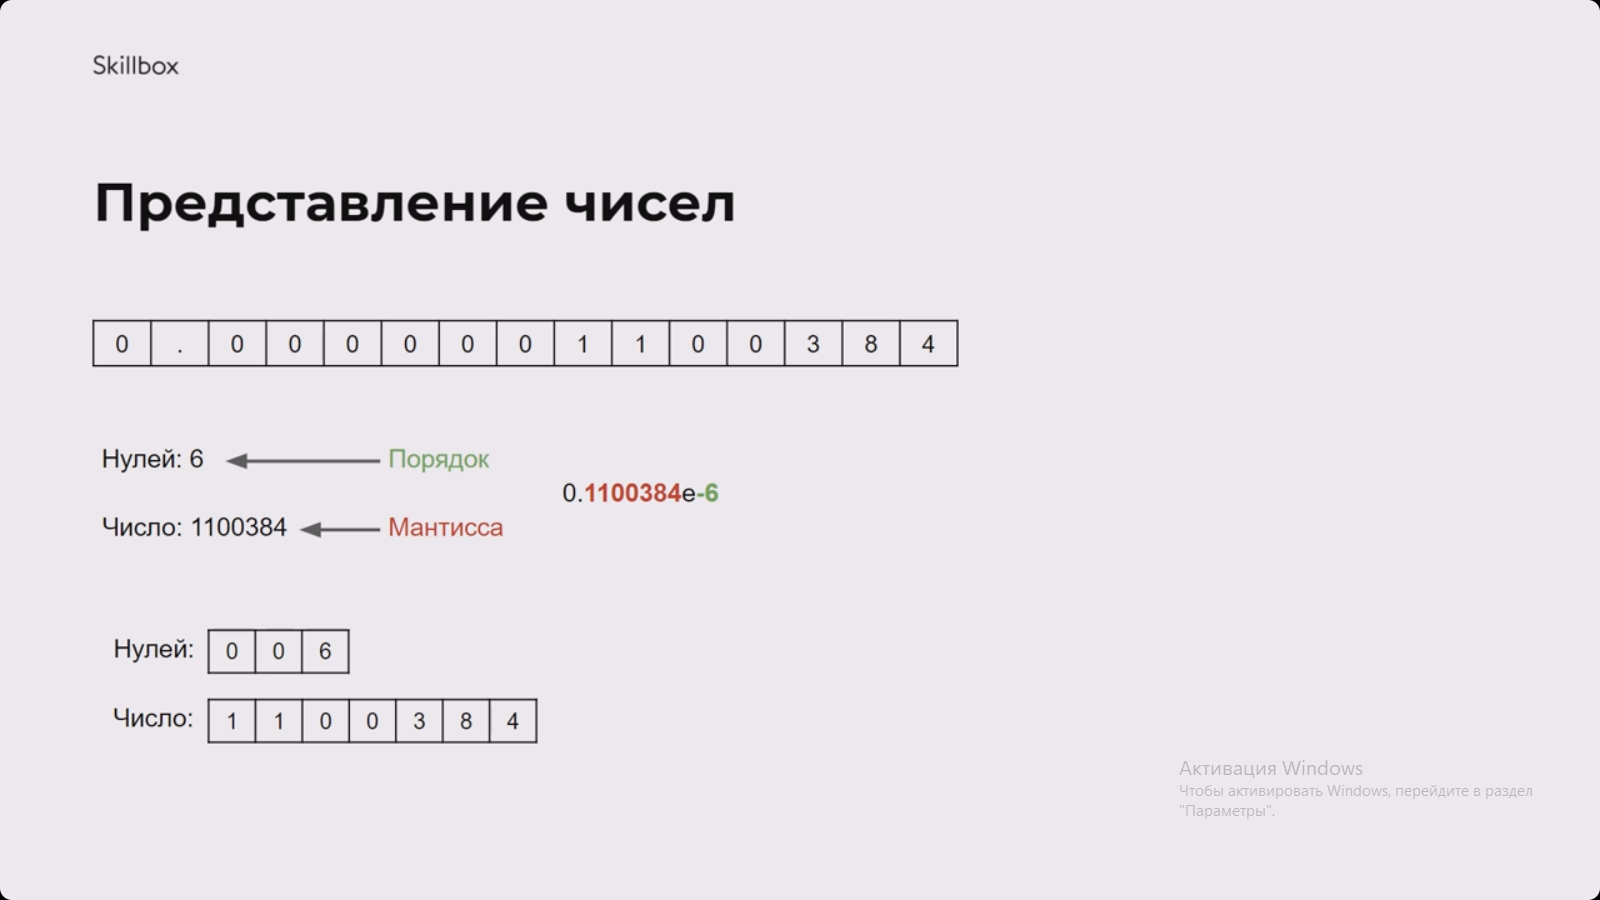 Skillbox
Представление чисел
0 . 0 0 0 0 0 0 1 1 0 0 3 8 4
Нулей: 6 Порядок
0.1100384e-6
Число: 1100384 Мантисса
Нулей: 0 0 6
Число: 1 1 0 0 3 8 4
Активация Windows
Чтобы активировать Windows, перейдите в раздел
"Параметры".